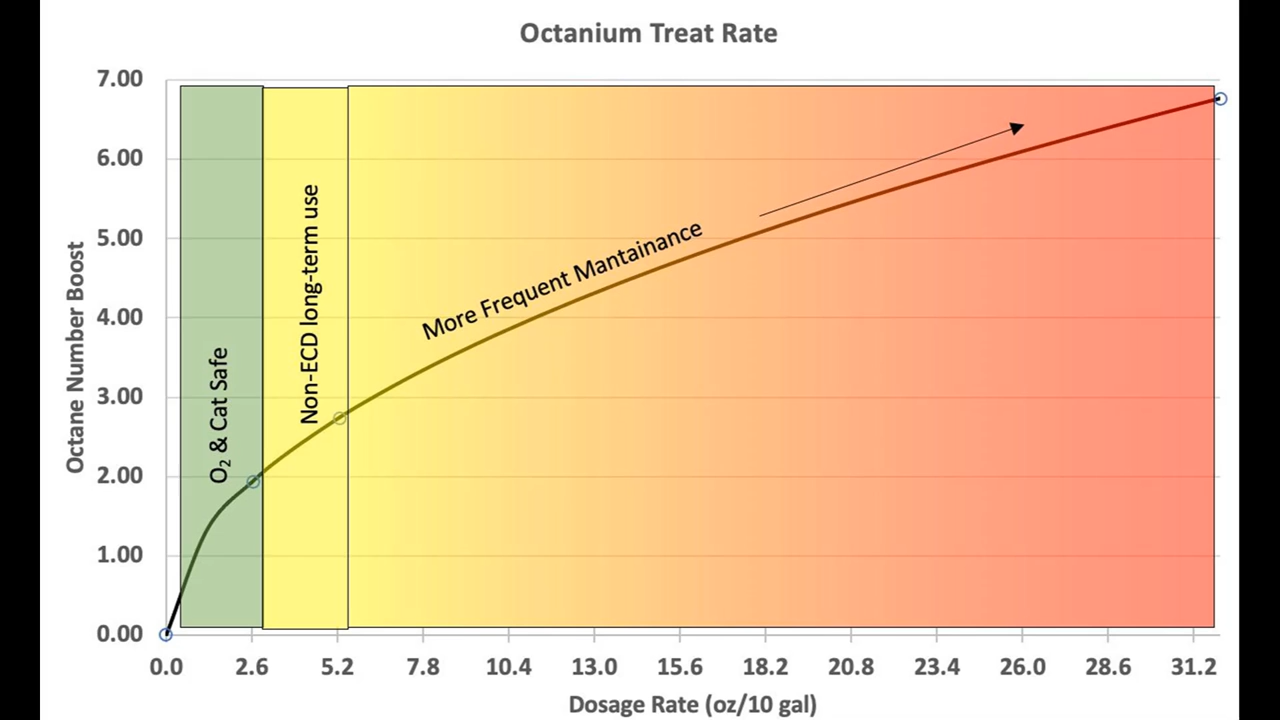 Octanium Treat Rate
7.00
6.00
5.00
4.00
3.00
2.00
1.00
0.00
Octane Number Boost
O₂ & Cat Safe
Non-ECD long-term use
More Frequent Mantainance
0.0 2.6 5.2 7.8 10.4 13.0 15.6 18.2 20.8 23.4 26.0 28.6 31.2
Dosage Rate (oz/10 gal)